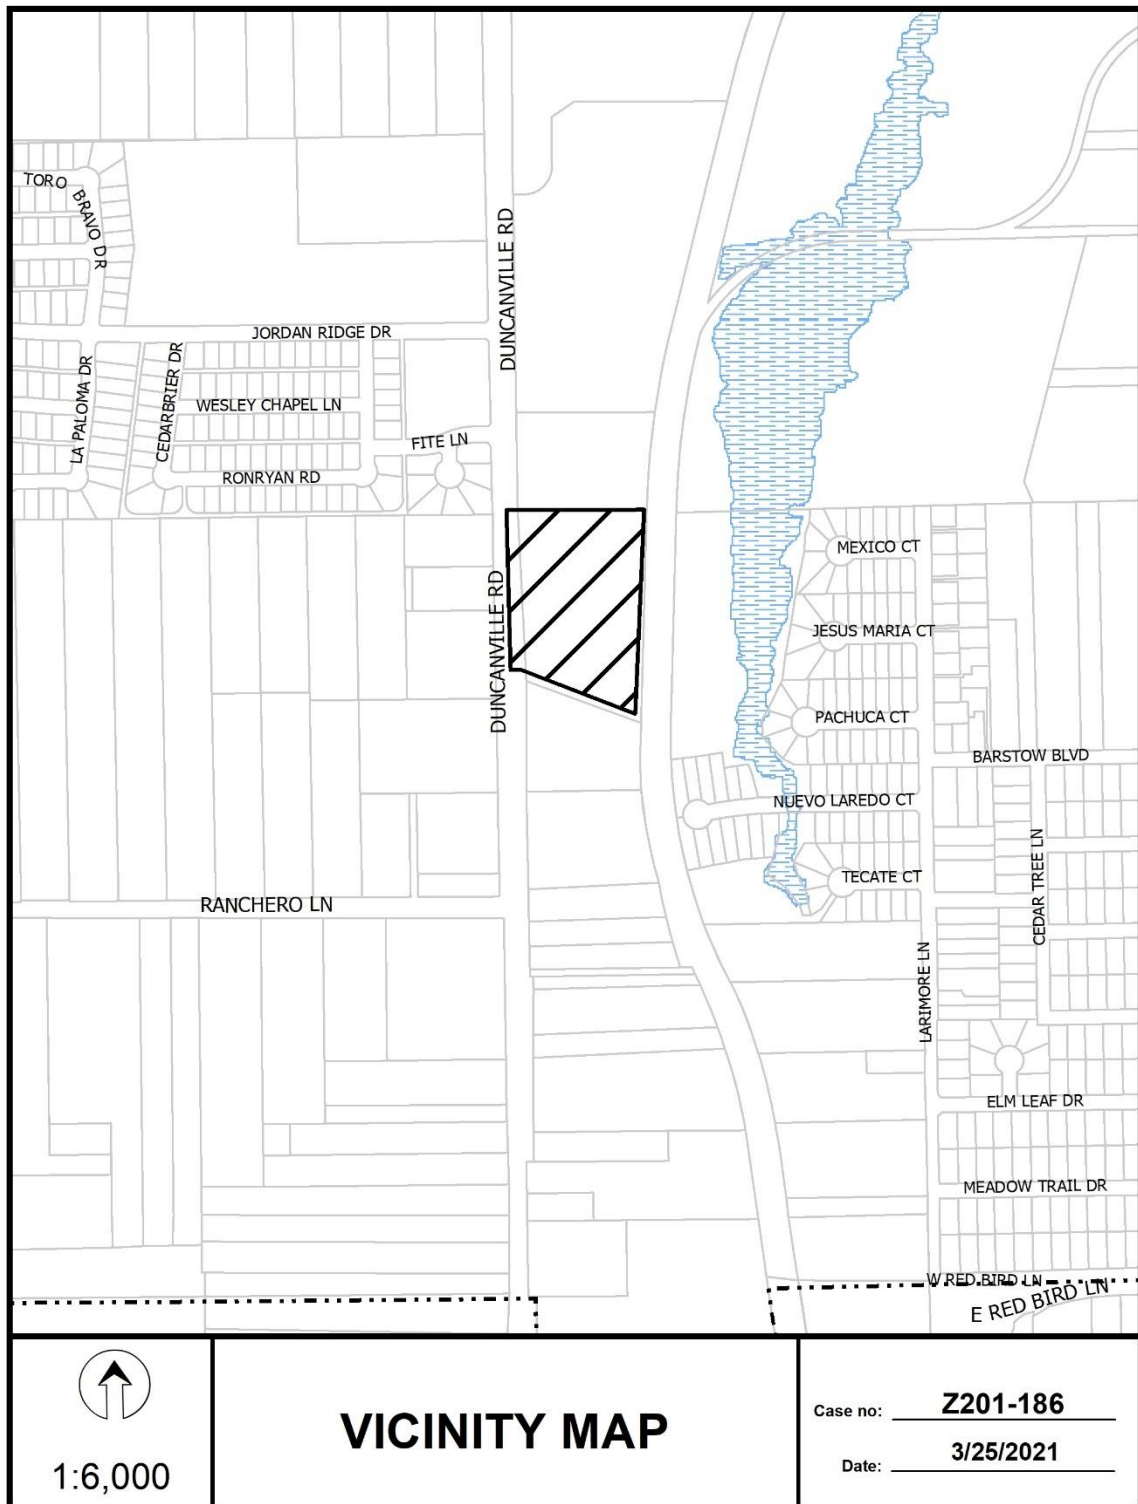 TORO BRAVO DR
DUNCANVILLE RD
JORDAN RIDGE DR
LA PALOMA DR
CEDARBRIER DR
WESLEY CHAPEL LN
FITE LN
RONRYAN RD
MEXICO CT
DUNCANVILLE RD
JESUS MARIA CT
PACHUCA CT
BARSTOW BLVD
NUEVO LAREDO CT
CEDAR TREE LN
TECATE CT
RANCHERO LN
LARIMORE LN
ELM LEAF DR
MEADOW TRAIL DR
W RED BIRD LN
E RED BIRD LN
1:6,000
VICINITY MAP
Case no: Z201-186
Date: 3/25/2021